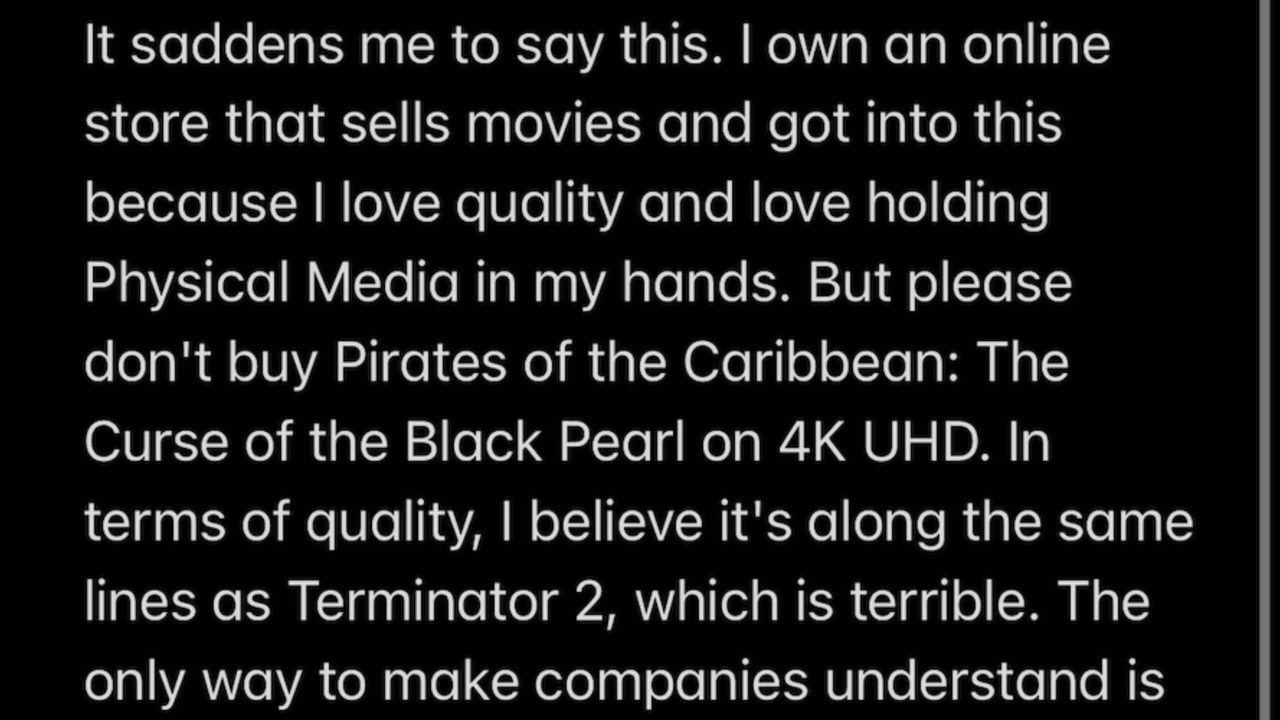 It saddens me to say this. I own an online
store that sells movies and got into this
because I love quality and love holding
Physical Media in my hands. But please
don't buy Pirates of the Caribbean: The
Curse of the Black Pearl on 4K UHD. In
terms of quality, I believe it's along the same
lines as Terminator 2, which is terrible. The
only way to make companies understand is